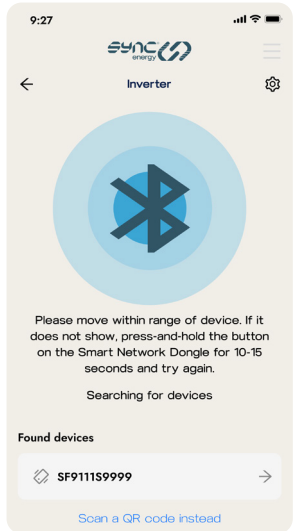 9:27
sync
energy
Inverter
Please move within range of device. If it
does not show, press-and-hold the button
on the Smart Network Dongle for 10-15
seconds and try again.
Searching for devices
Found devices
SF9111S9999
Scan a QR code instead